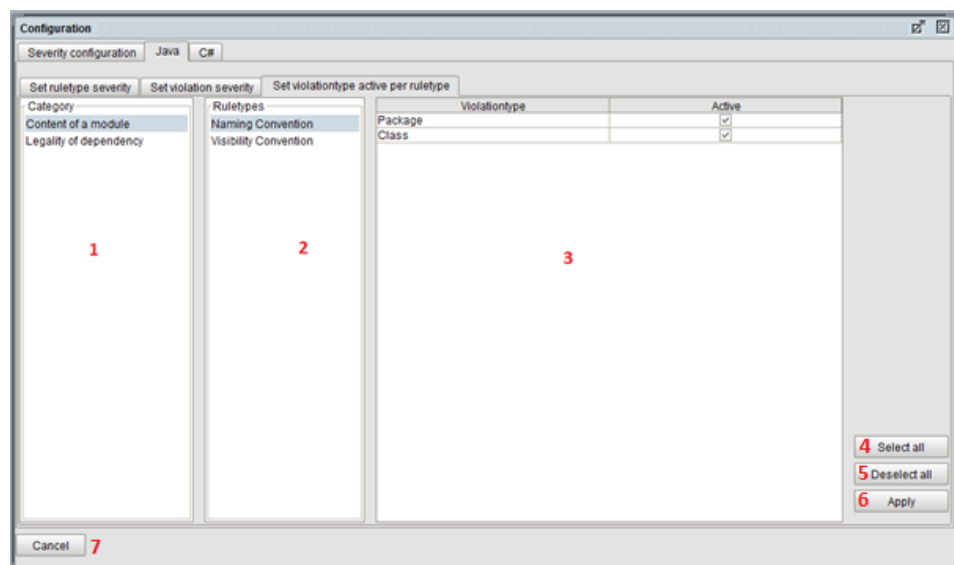 Configuration
Severity configuration Java C#
Set ruletype severity Set violation severity Set violationtype active per ruletype
Category Ruletypes Violationtype Active
Content of a module Naming Convention Package
Legality of dependency Visibility Convention Class
1 2 3
4 Select all
5 Deselect all
6 Apply
Cancel 7